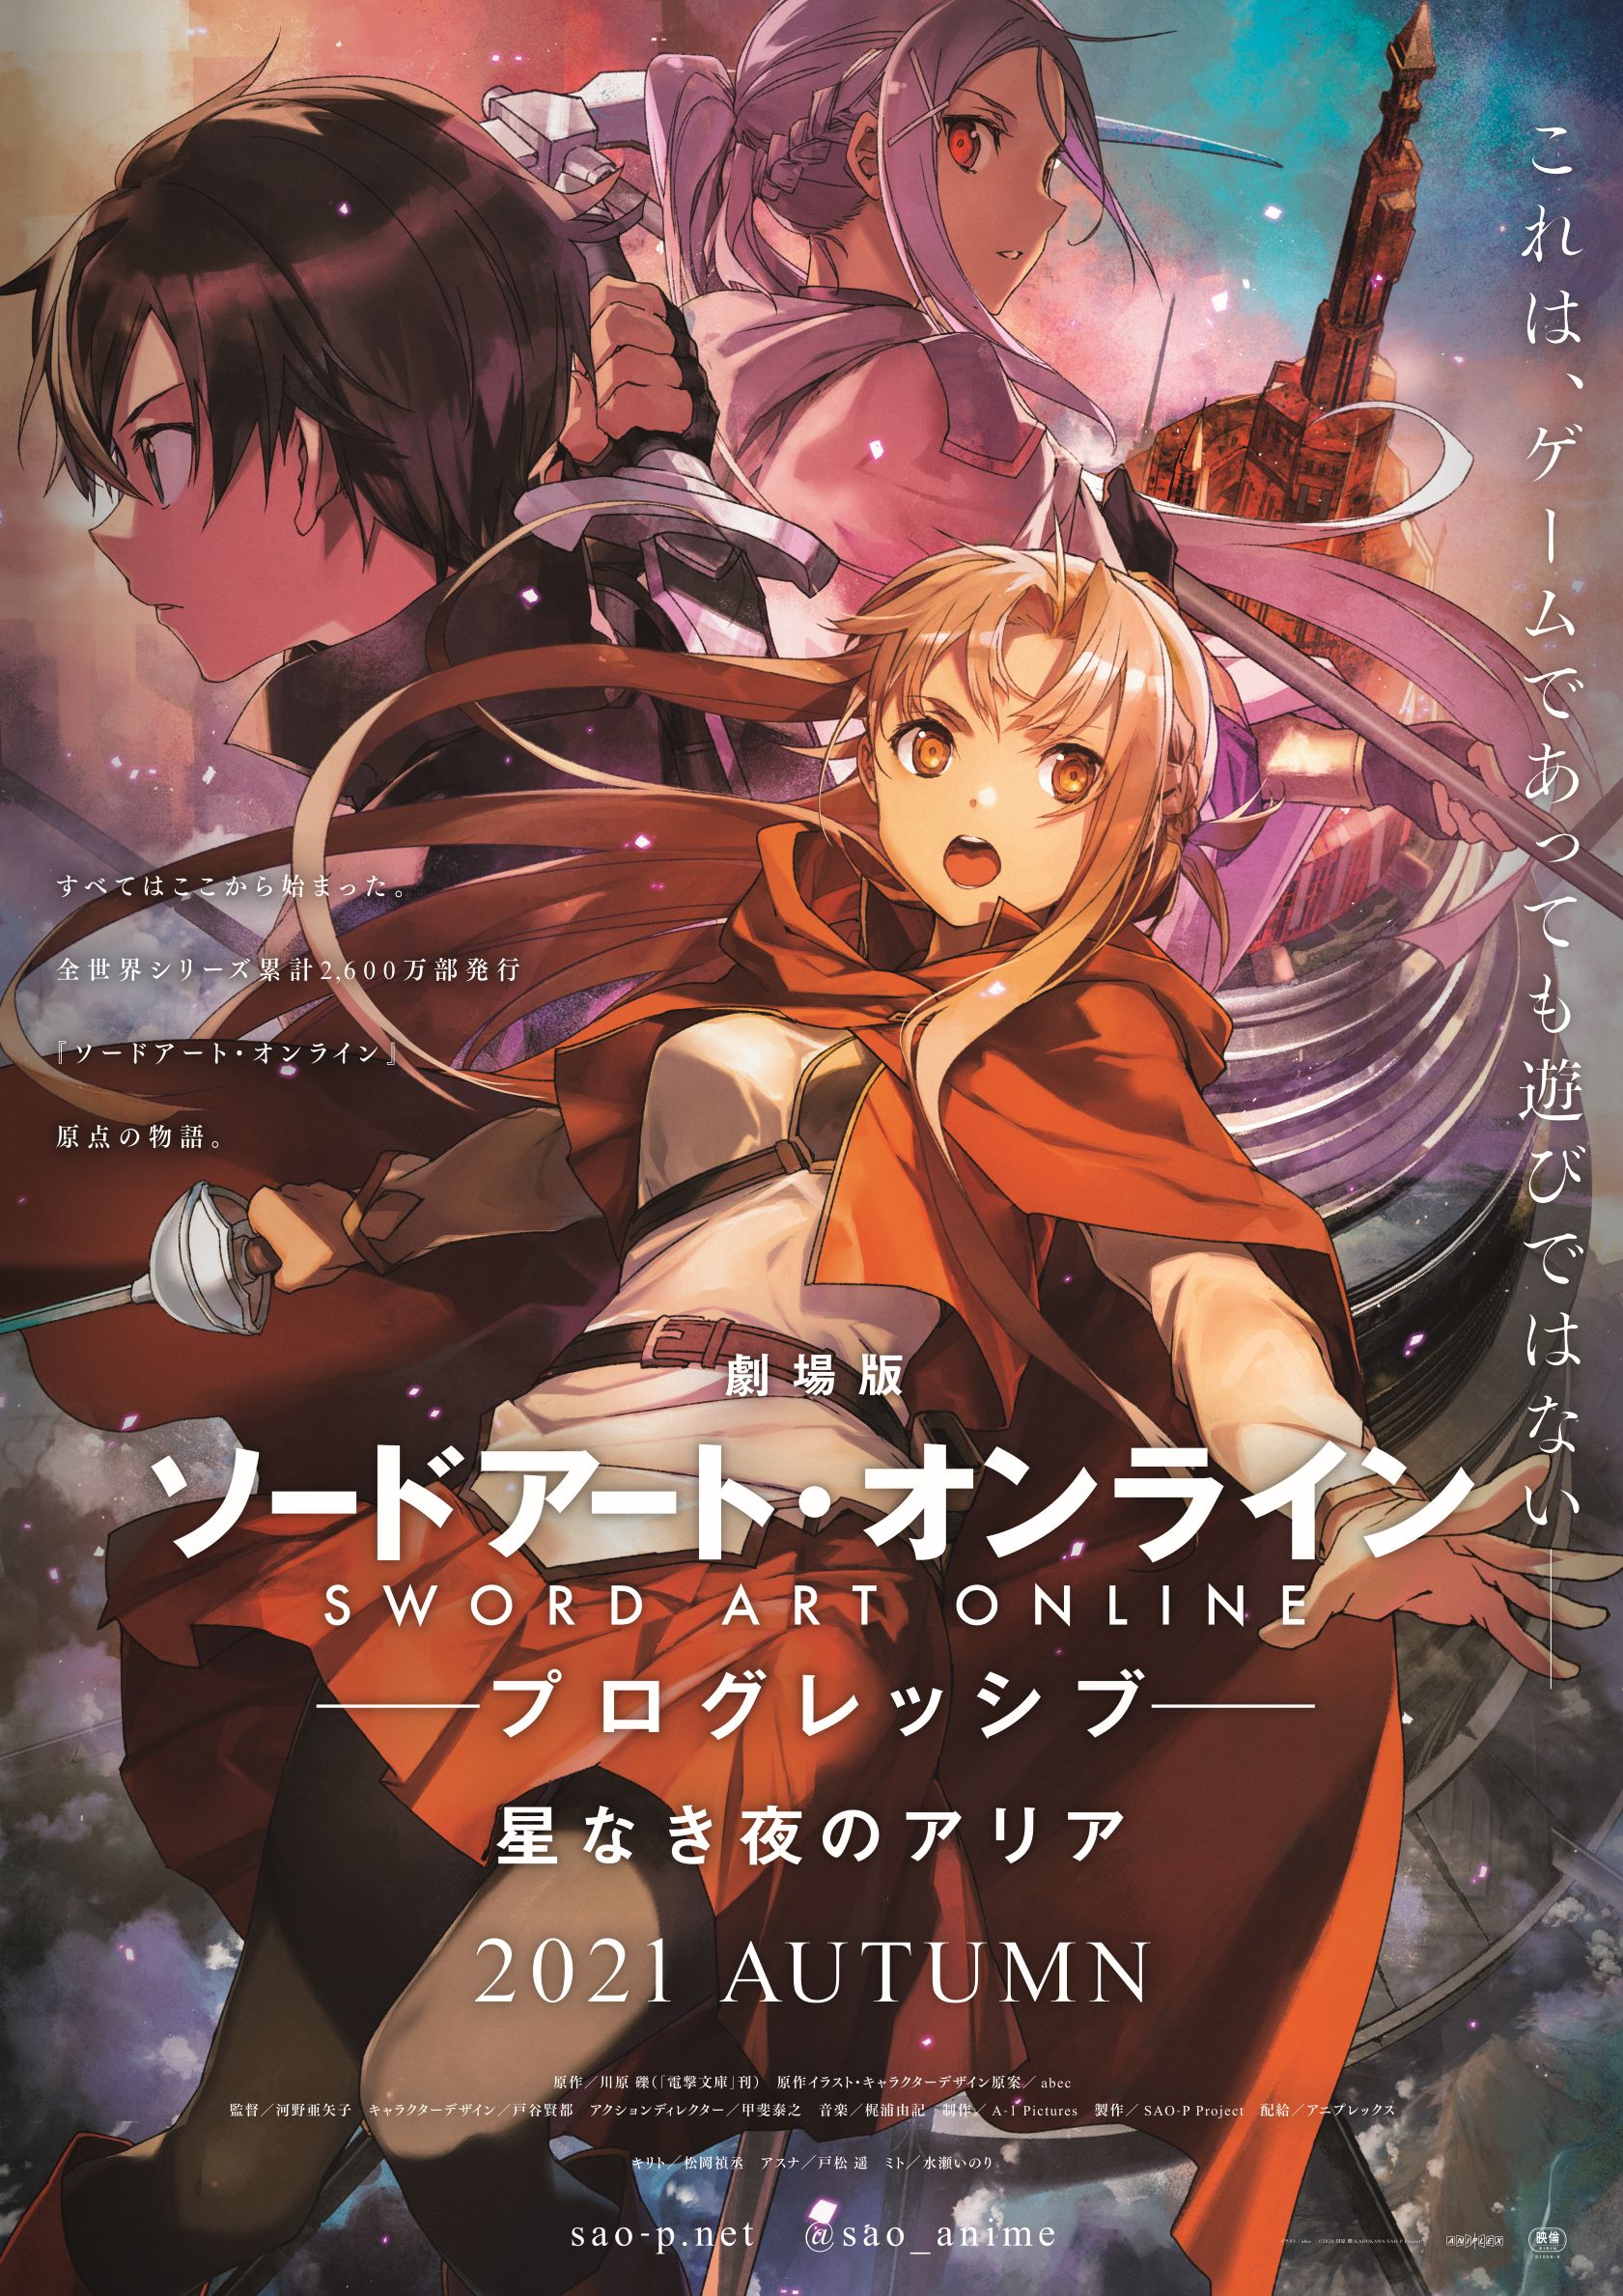 これは、ゲームであっても遊びではない――
すべてはここから始まった。
全世界シリーズ累計2,600万部発行
『ソードアート・オンライン』
原点の物語。
劇場版
ソードアート・オンライン
SWORD ART ONLINE
―プログレッシブ―
星なき夜のアリア
2021 AUTUMN
原作／川原 礫(「電撃文庫」刊) 原作イラスト・キャラクターデザイン原案／abec
監督／河野亜矢子 キャラクターデザイン／戸谷賢都 アクションディレクター／甲斐泰之 音楽／梶浦由記 制作／A-1 Pictures 製作／SAO-P Project 配給／アニプレックス
キリト／松岡禎丞 アスナ／戸松 遥 ミト／水瀬いのり
sao-p.net @sao_anime
ANIPLEX
映倫